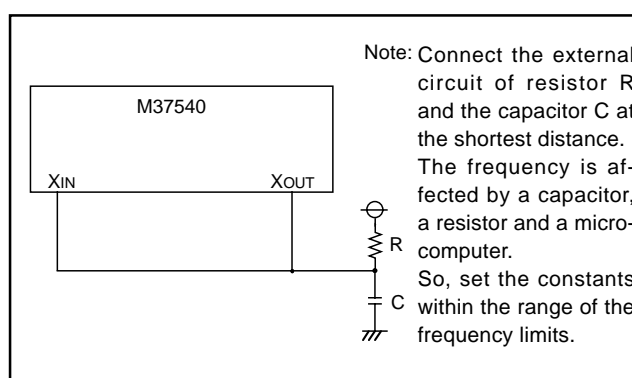 M37540
XIN
XOUT
R
C
Note: Connect the external
circuit of resistor R
and the capacitor C at
the shortest distance.
The frequency is af-
fected by a capacitor,
a resistor and a micro-
computer.
So, set the constants
within the range of the
frequency limits.